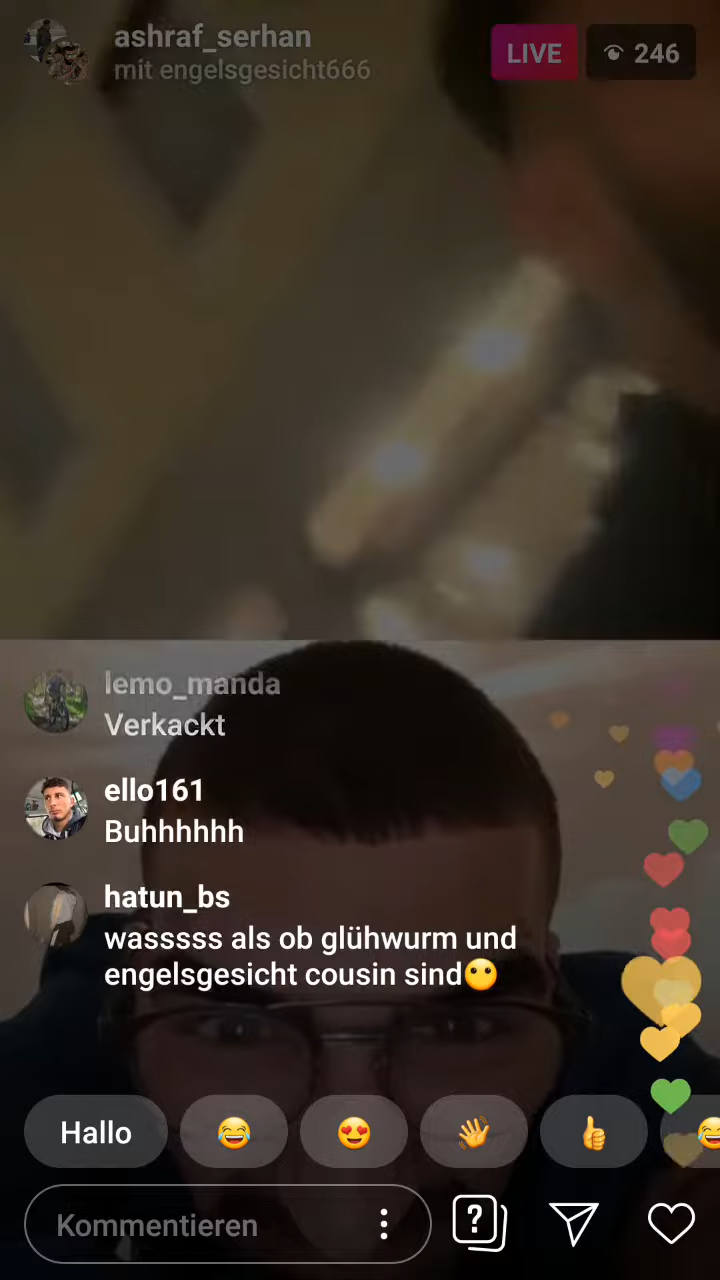 ashraf_serhan
mit engelsgesicht666
LIVE
246
lemo_manda
Verkackt
ello161
Buhhhhhh
hatun_bs
wasssss als ob glühwurm und
engelsgesicht cousin sind😶
Hallo
Kommentieren